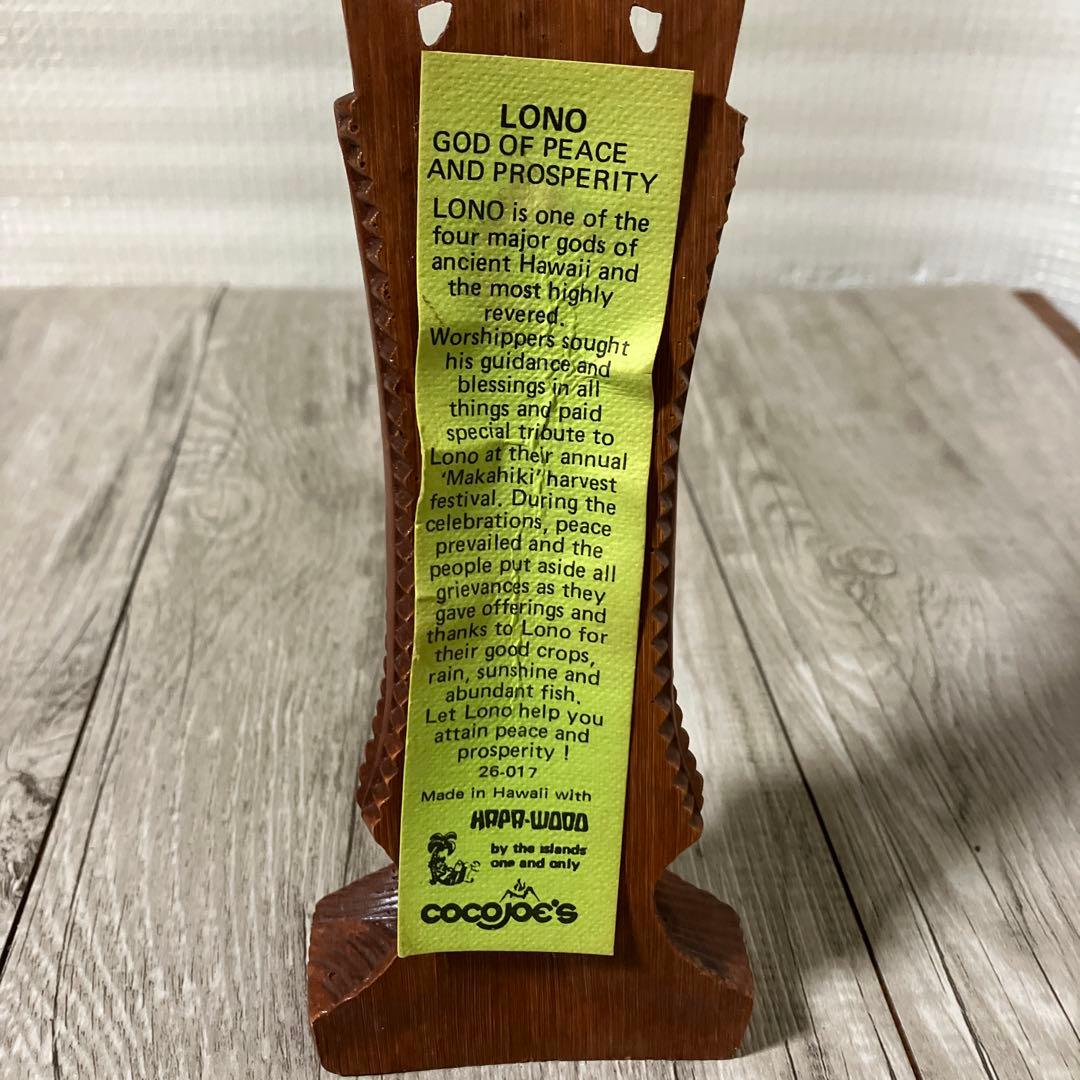 LONO
GOD OF PEACE
AND PROSPERITY
LONO is one of the
four major gods of
ancient Hawaii and
the most highly
revered.
Worshippers sought
his guidance and
blessings in all
things and paid
special tribute to
Lono at their annual
'Makahiki' harvest
festival. During the
celebrations, peace
prevailed and the
people put aside all
grievances as they
gave offerings and
thanks to Lono for
their good crops,
rain, sunshine and
abundant fish.
Let Lono help you
attain peace and
prosperity !
26-017
Made in Hawaii with
HAPA-WOOD
by the islands
one and only
COCOJOE'S